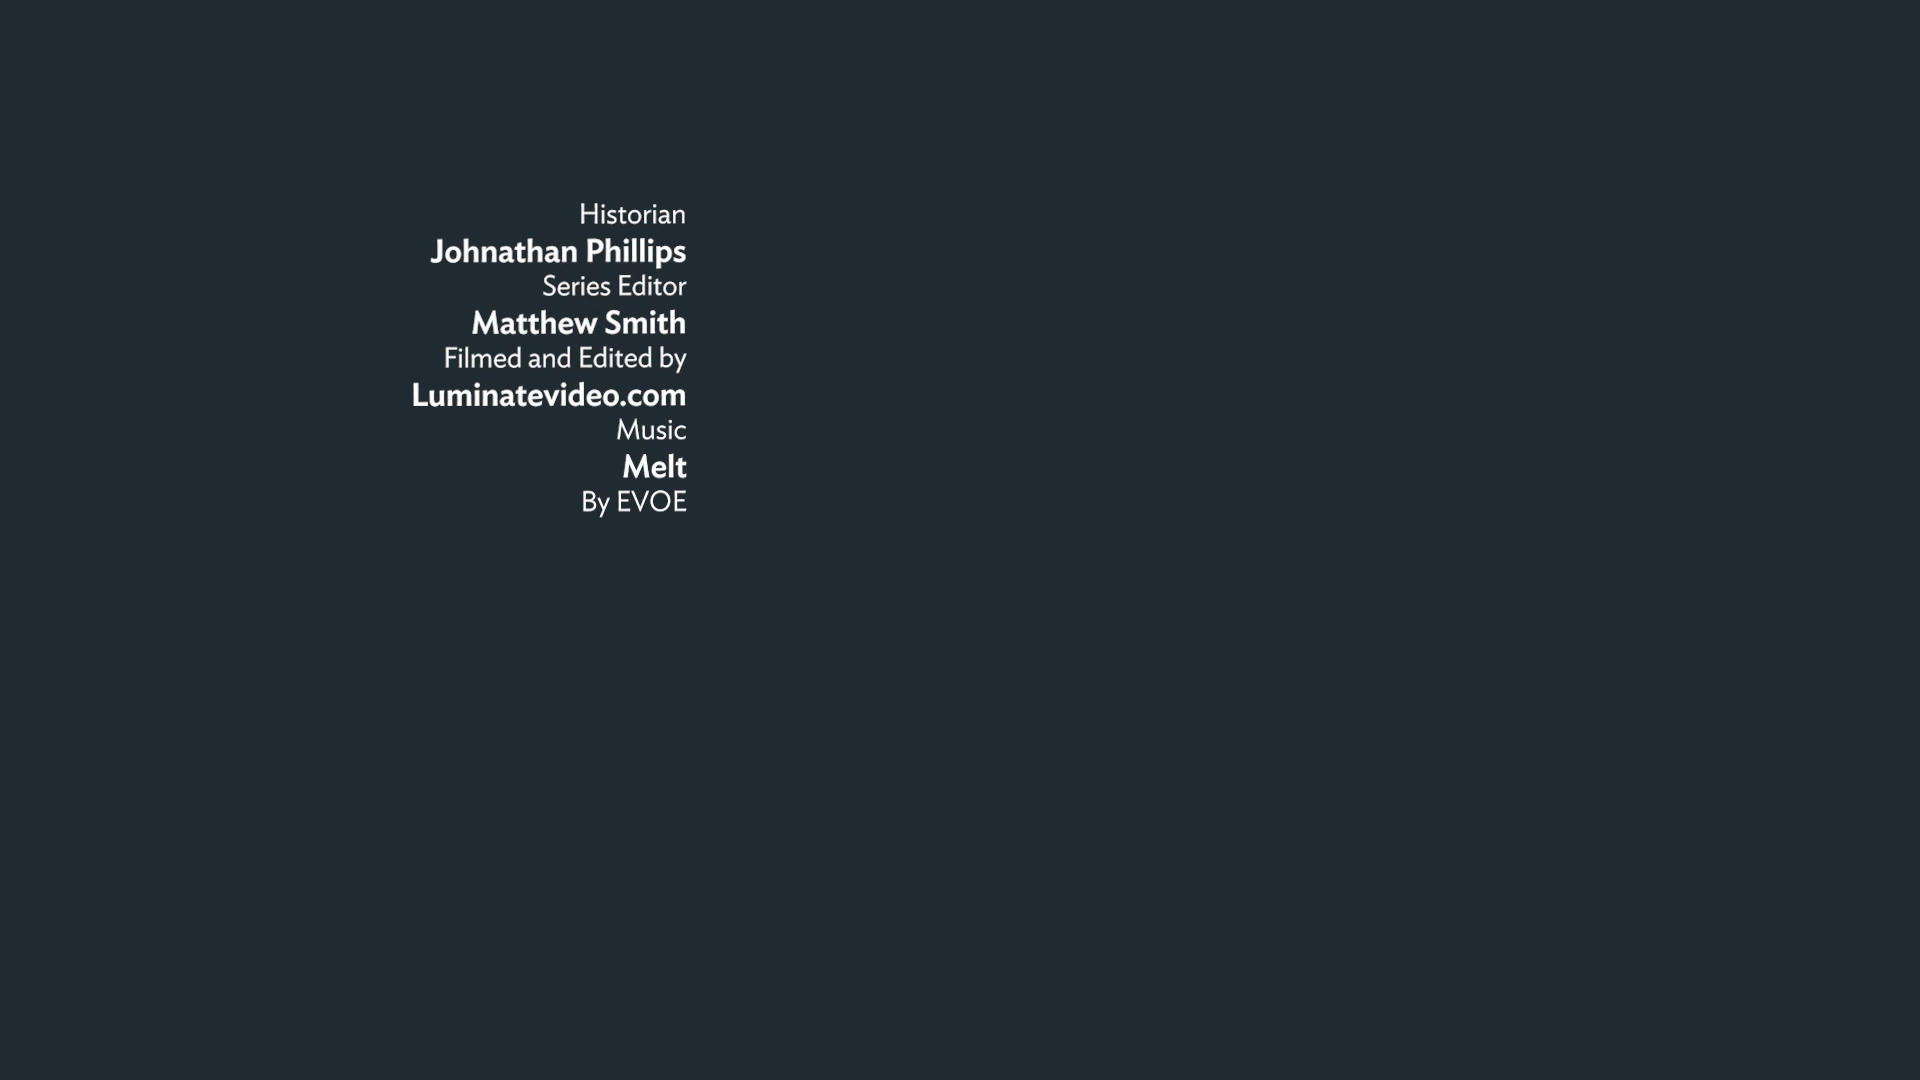 Historian
Johnathan Phillips
Series Editor
Matthew Smith
Filmed and Edited by
Luminatevideo.com
Music
Melt
By EVOE